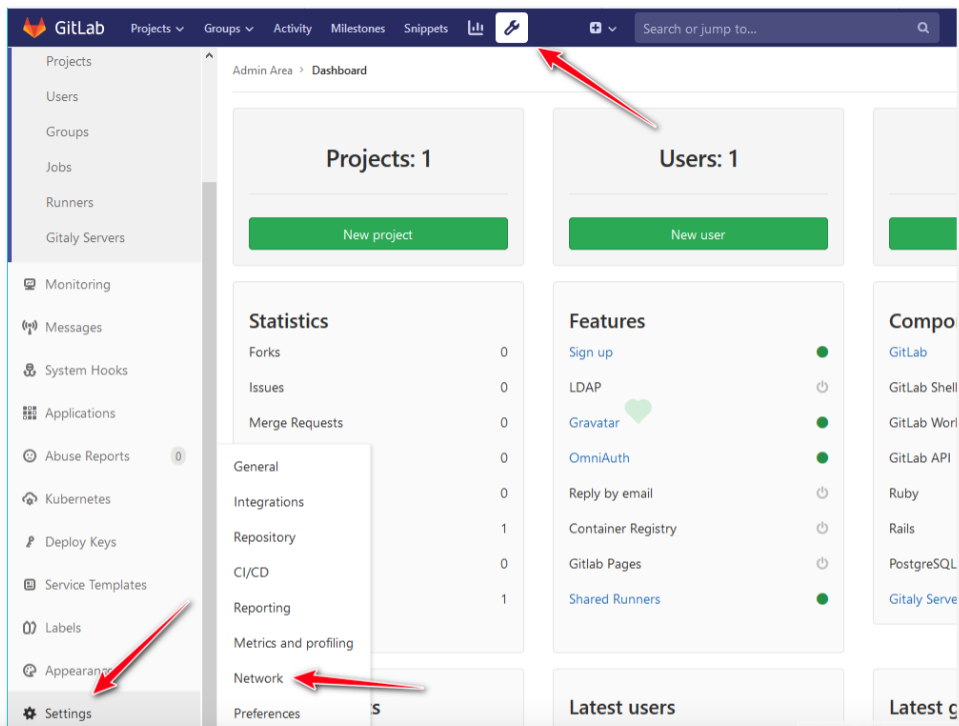 GitLab Projects Groups Activity Milestones Snippets Search or jump to...
Projects
Users
Groups
Jobs
Runners
Gitaly Servers
Monitoring
Messages
System Hooks
Applications
Abuse Reports 0
Kubernetes
Deploy Keys
Service Templates
Labels
Appearanc
Settings
Admin Area > Dashboard
Projects: 1
New project
Users: 1
New user
Statistics
Forks 0
Issues 0
Merge Requests 0
0
0
1
0
1
General
Integrations
Repository
CI/CD
Reporting
Metrics and profiling
Network
Preferences
Features
Sign up
LDAP
Gravatar
OmniAuth
Reply by email
Container Registry
Gitlab Pages
Shared Runners
Compo
GitLab
GitLab Shell
GitLab Wor
GitLab API
Ruby
Rails
PostgreSQL
Gitaly Serve
s
Latest users
Latest g